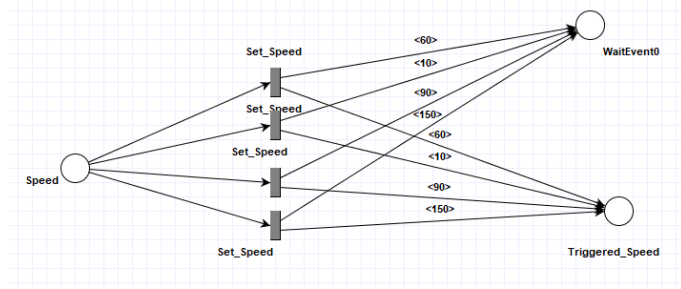 <60>
WaitEvent0
Set_Speed
<10>
<90>
Set_Speed
<150>
<60>
Set_Speed
<10>
Speed
<90>
<150>
Set_Speed
Triggered_Speed